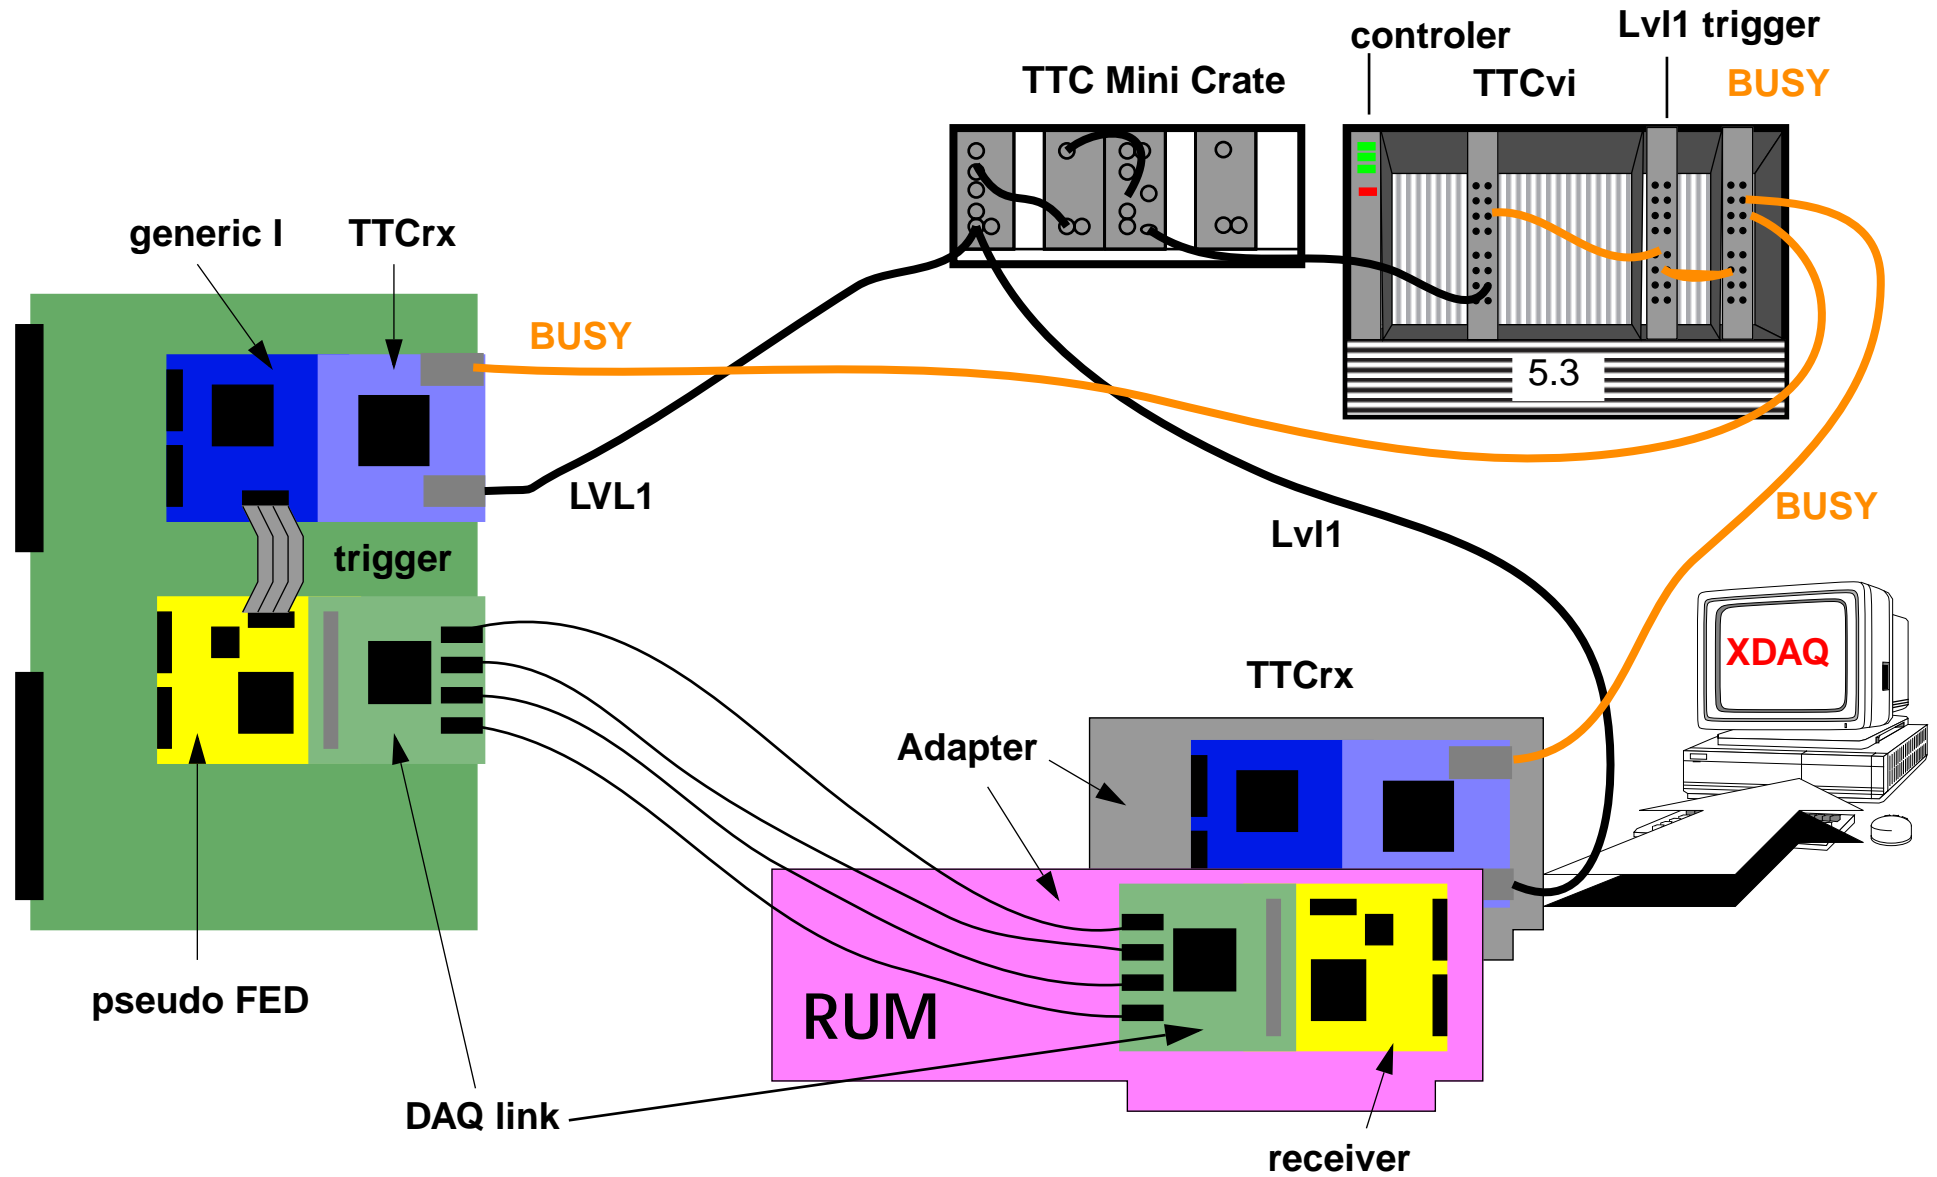 controler
Lvl1 trigger
TTC Mini Crate
TTCvi
BUSY
generic I
TTCrx
BUSY
5.3
LVL1
BUSY
Lvl1
trigger
XDAQ
TTCrx
Adapter
pseudo FED
RUM
DAQ link
receiver